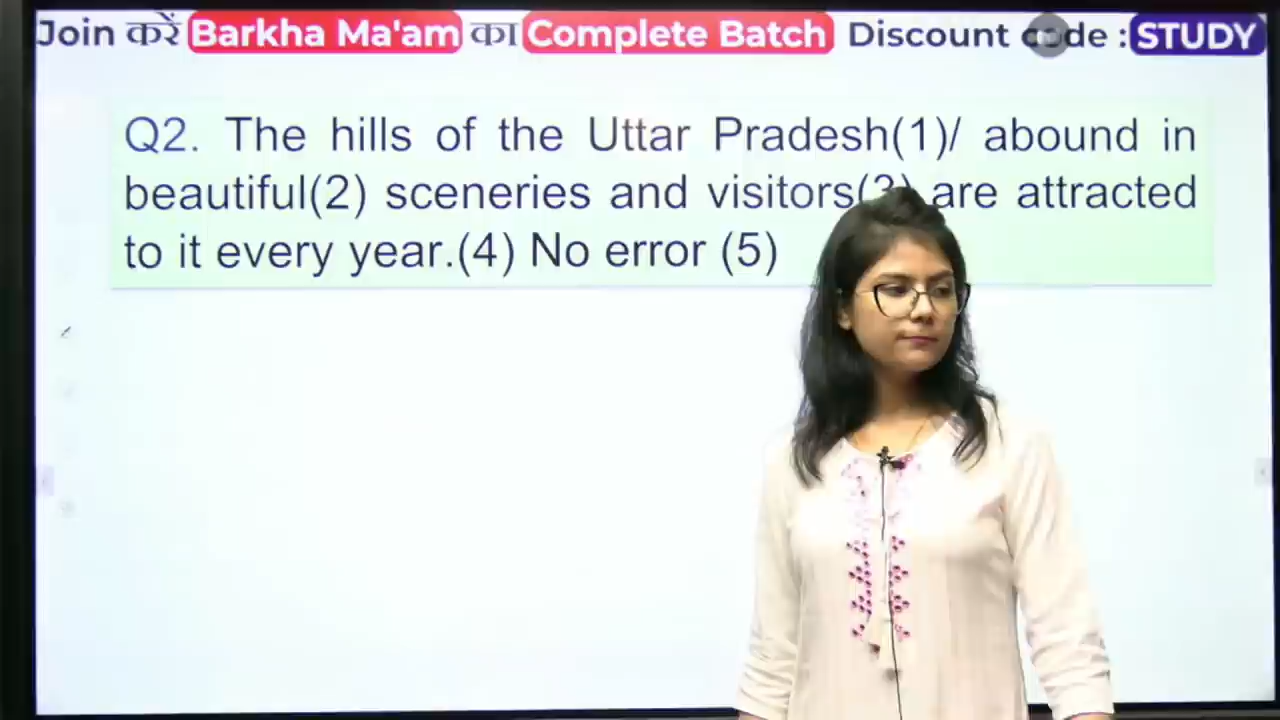 Join करें Barkha Ma'am का Complete Batch Discount code : STUDY
Q2. The hills of the Uttar Pradesh(1)/ abound in
beautiful(2) sceneries and visitors(3) are attracted
to it every year.(4) No error (5)